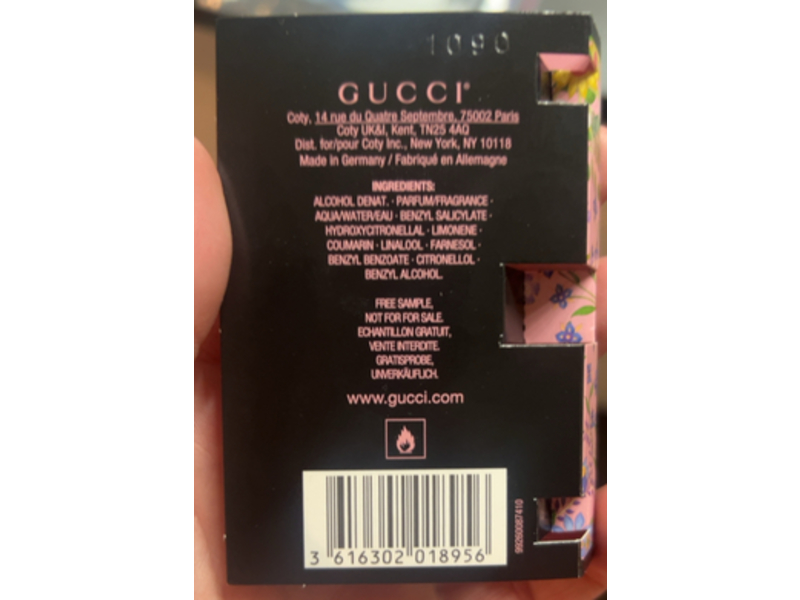 1090
GUCCI®
Coty, 14 rue du Quatre Septembre, 75002 Paris
Coty UK&I, Kent, TN25 4AQ
Dist. for/pour Coty Inc., New York, NY 10118
Made in Germany / Fabriqué en Allemagne
INGREDIENTS:
ALCOHOL DENAT. · PARFUM/FRAGRANCE ·
AQUA/WATER/EAU · BENZYL SALICYLATE ·
HYDROXYCITRONELLAL · LIMONENE ·
COUMARIN · LINALOOL · FARNESOL ·
BENZYL BENZOATE · CITRONELLOL ·
BENZYL ALCOHOL.
FREE SAMPLE,
NOT FOR FOR SALE.
ECHANTILLON GRATUIT,
VENTE INTERDITE.
GRATISPROBE,
UNVERKÄUFLICH.
www.gucci.com
3 616302 018956
99260087410